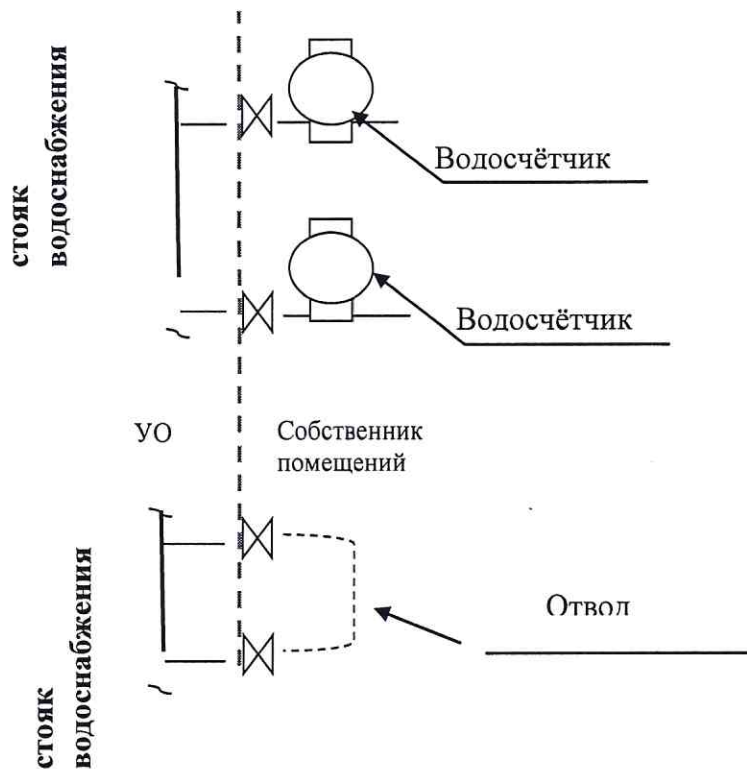 стояк
водоснабжения
Водосчётчик
Водосчётчик
УО
Собственник
помещений
стояк
водоснабжения
Отвод